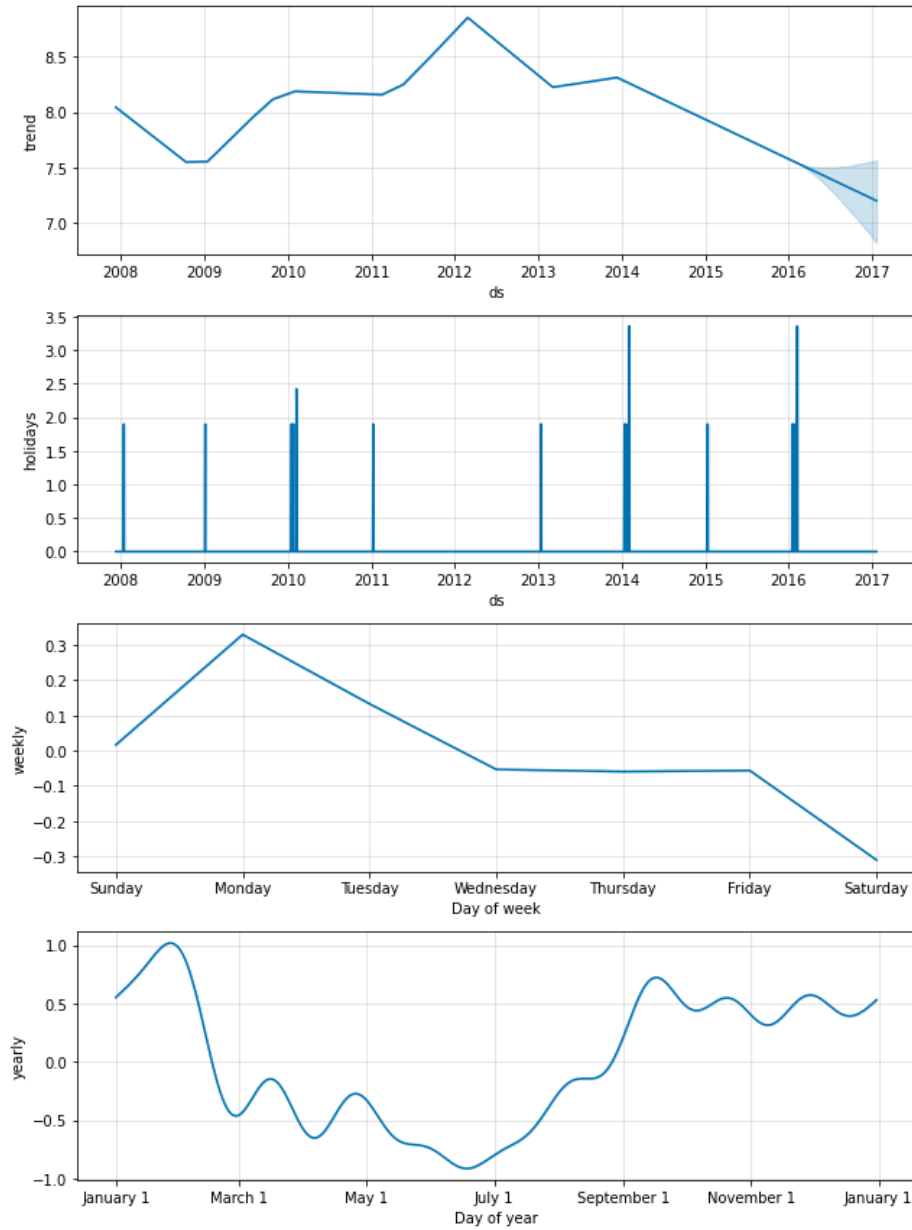 8.5
8.0
7.5
7.0
trend
2008 2009 2010 2011 2012 2013 2014 2015 2016 2017
ds
3.5
3.0
2.5
2.0
1.5
1.0
0.5
0.0
holidays
2008 2009 2010 2011 2012 2013 2014 2015 2016 2017
ds
0.3
0.2
0.1
0.0
−0.1
−0.2
−0.3
weekly
Sunday Monday Tuesday Wednesday Thursday Friday Saturday
Day of week
1.0
0.5
0.0
−0.5
−1.0
yearly
January 1 March 1 May 1 July 1 September 1 November 1 January 1
Day of year